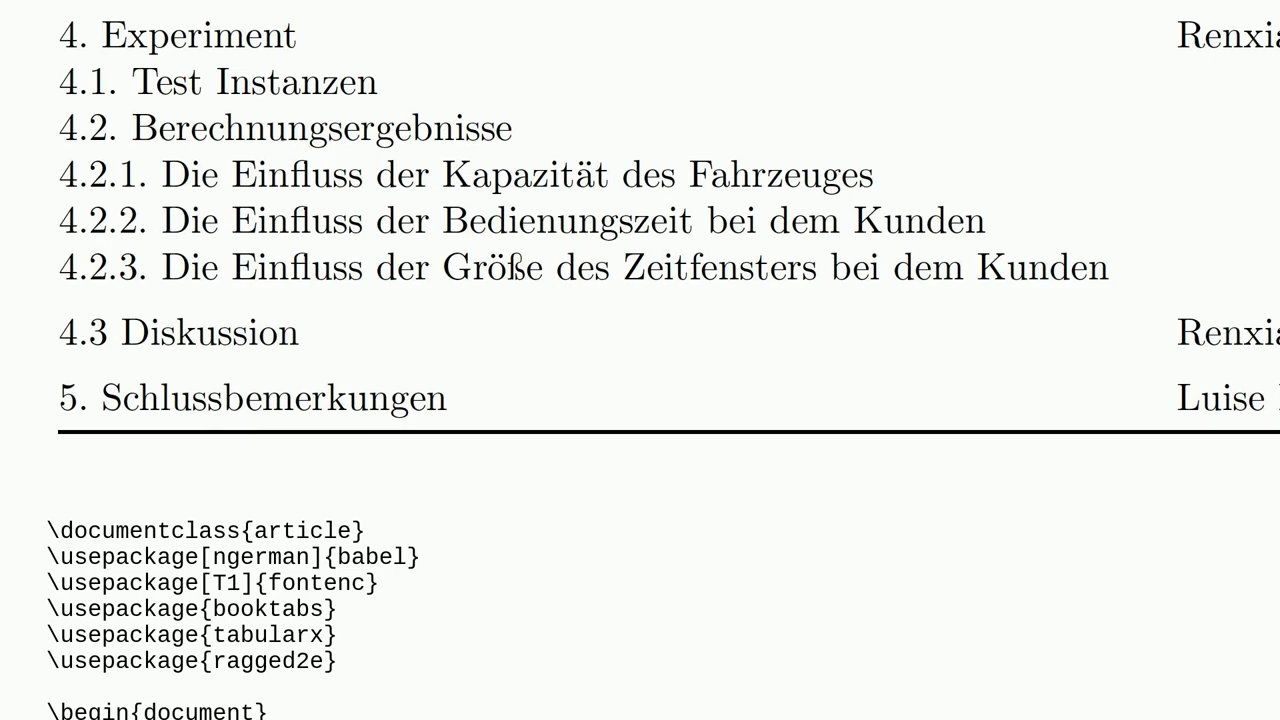 4. Experiment Renxia
4.1. Test Instanzen
4.2. Berechnungsergebnisse
4.2.1. Die Einfluss der Kapazität des Fahrzeuges
4.2.2. Die Einfluss der Bedienungszeit bei dem Kunden
4.2.3. Die Einfluss der Größe des Zeitfensters bei dem Kunden
4.3 Diskussion Renxia
5. Schlussbemerkungen Luise
\documentclass{article}
\usepackage[ngerman]{babel}
\usepackage[T1]{fontenc}
\usepackage{booktabs}
\usepackage{tabularx}
\usepackage{ragged2e}
\begin{document}